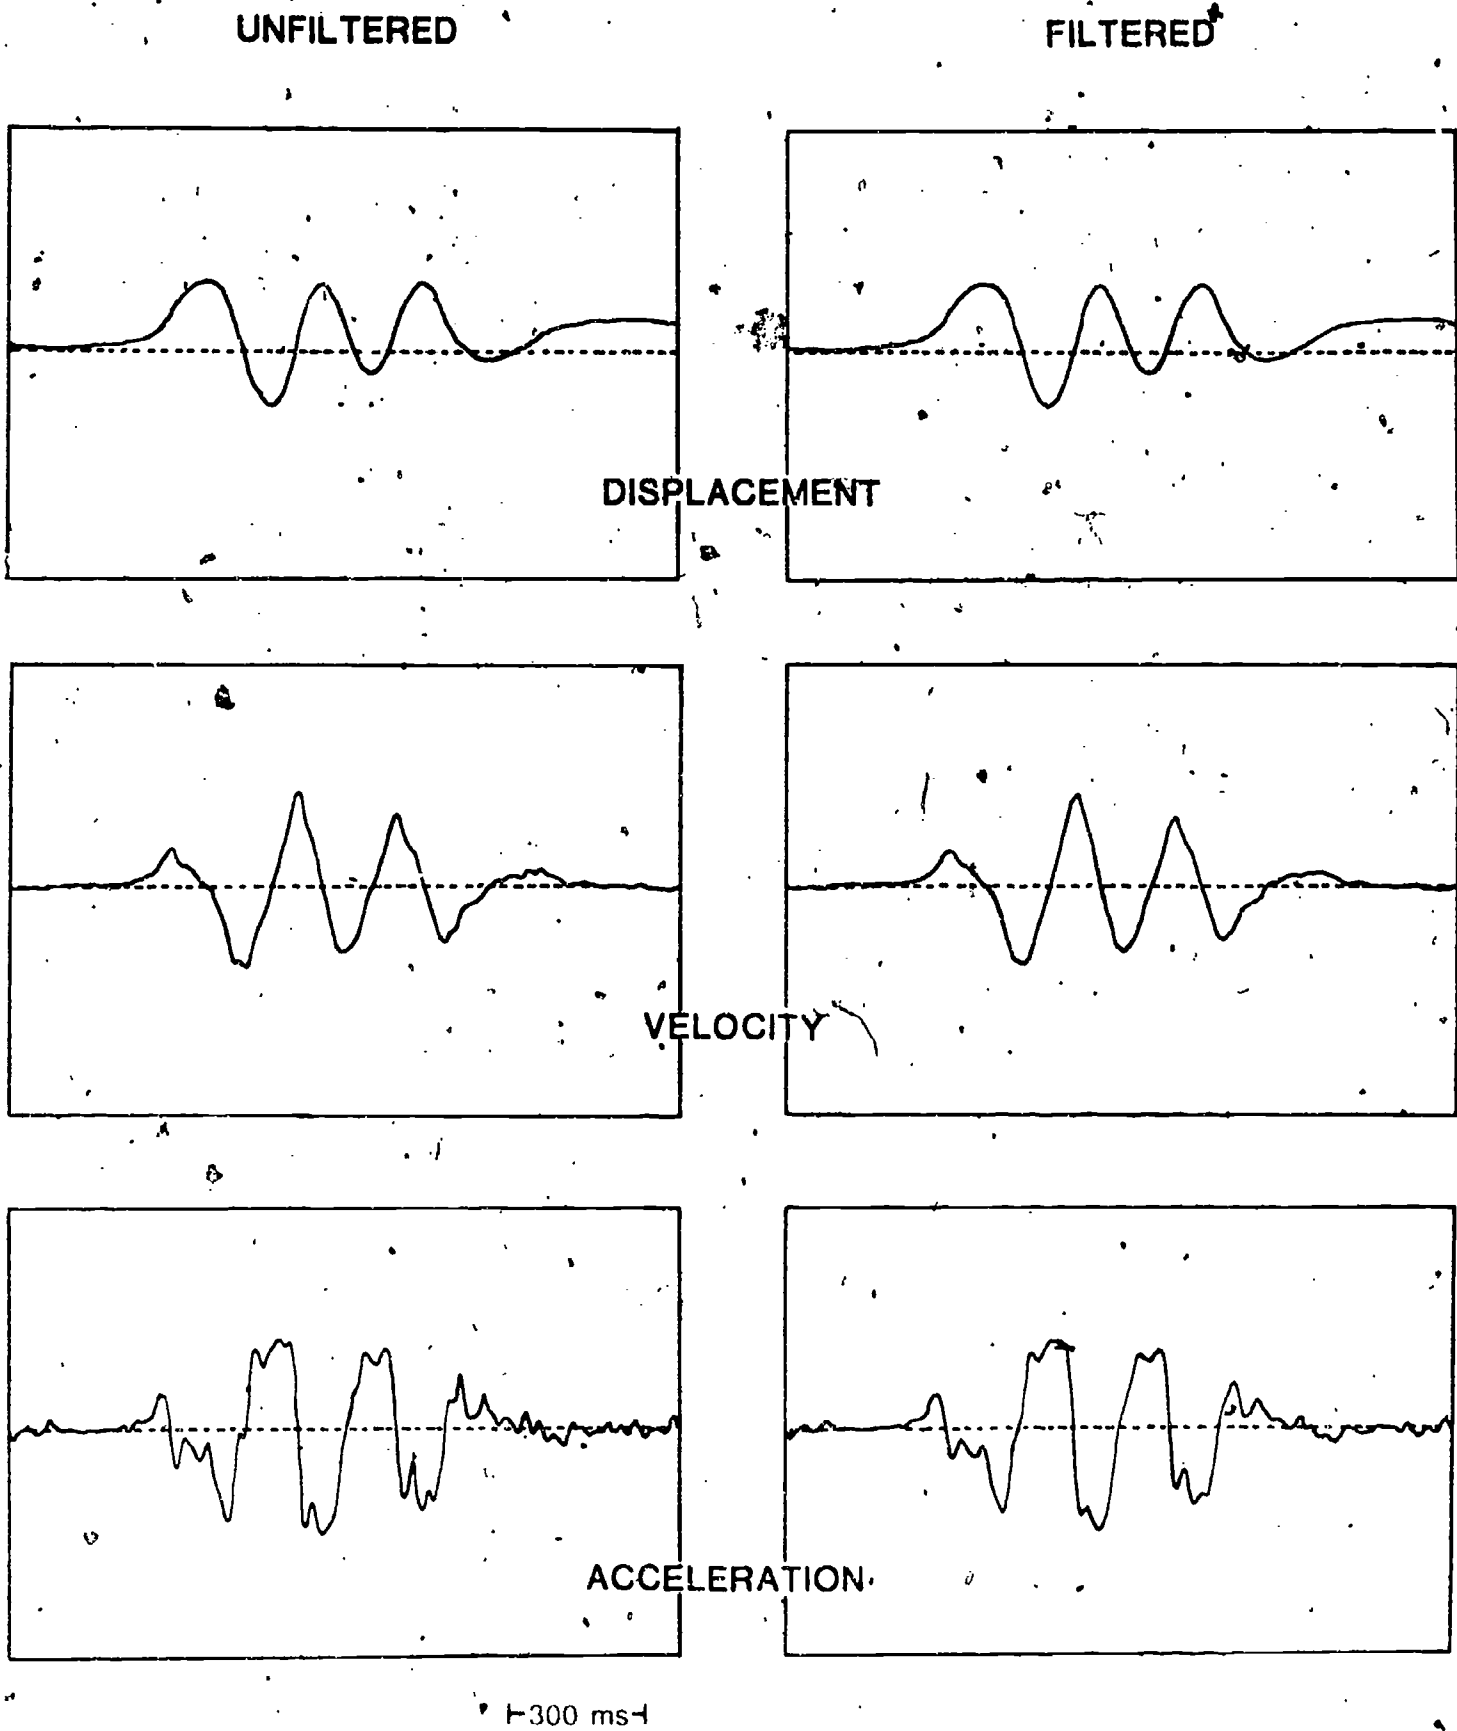 UNFILTERED
FILTERED*
DISPLACEMENT
VELOCITY
ACCELERATION
300 ms